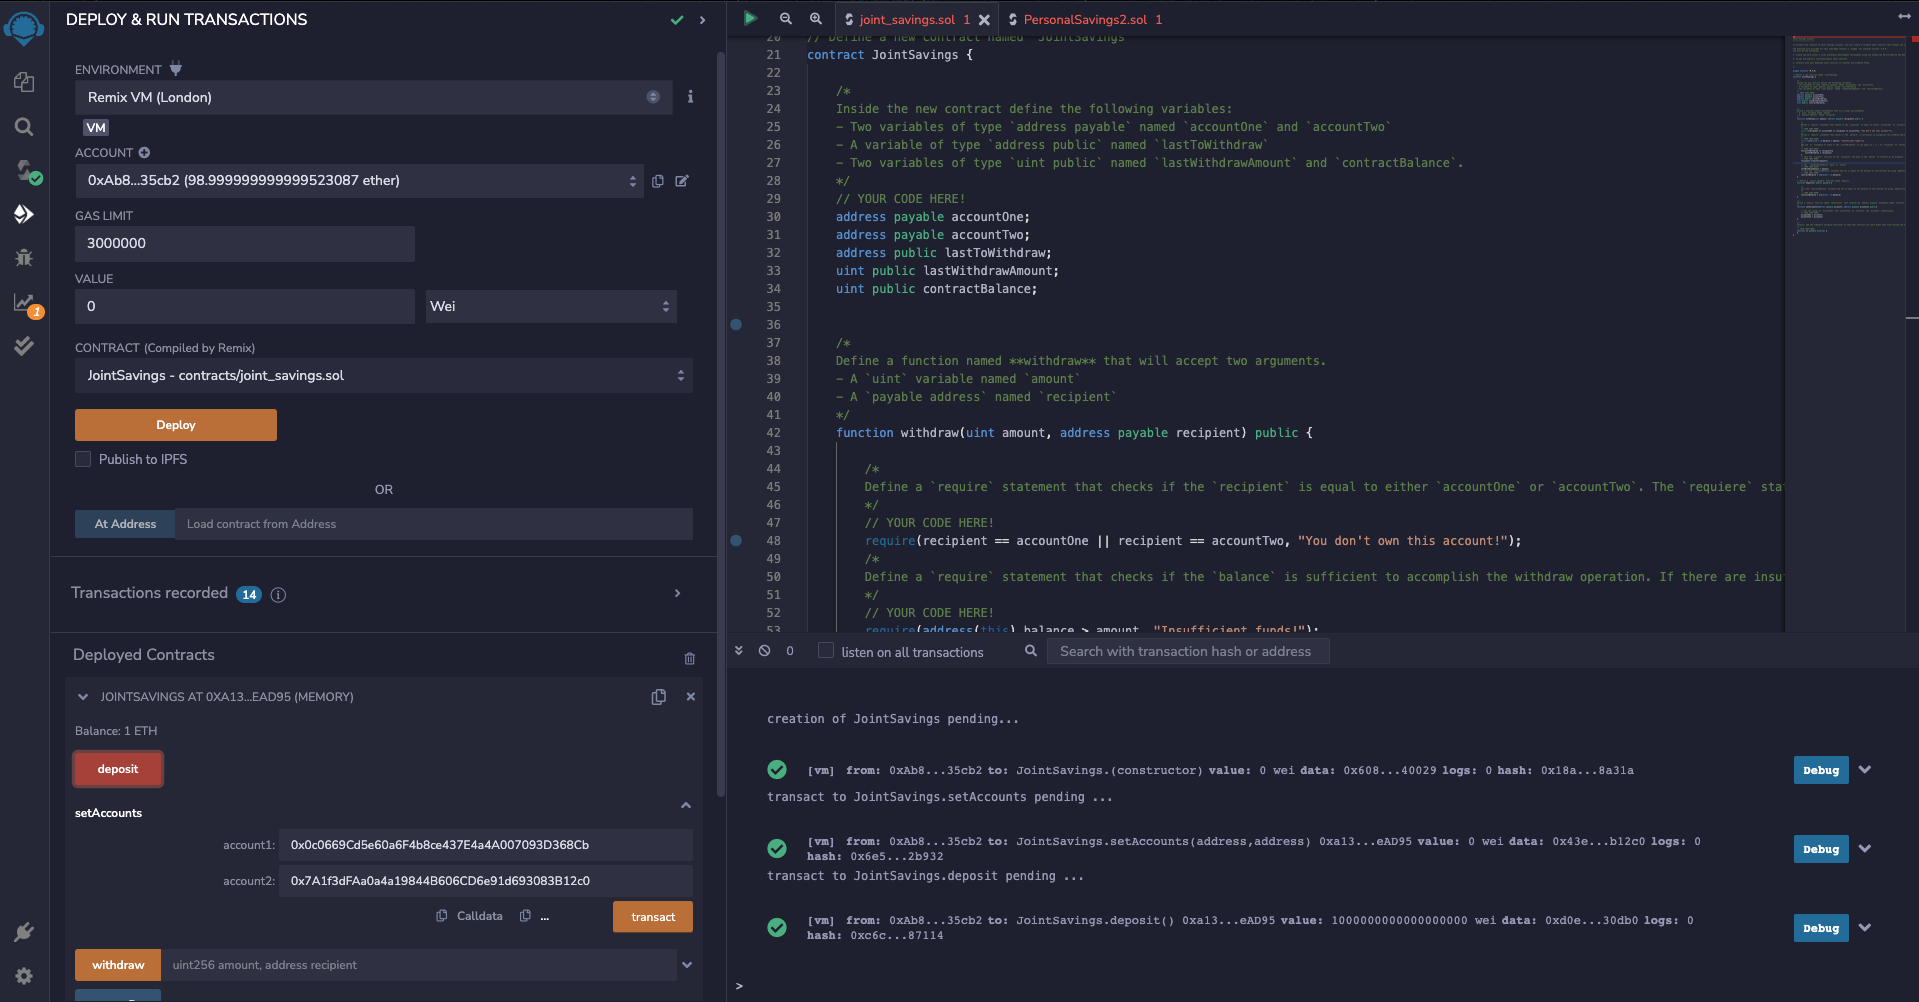 DEPLOY & RUN TRANSACTIONS
ENVIRONMENT
Remix VM (London)
VM
ACCOUNT
0xAb8...35cb2 (98.999999999999523087 ether)
GAS LIMIT
3000000
VALUE
0
Wei
CONTRACT (Compiled by Remix)
JointSavings - contracts/joint_savings.sol
Deploy
Publish to IPFS
OR
At Address
Load contract from Address
Transactions recorded 14
Deployed Contracts
JOINTSAVINGS AT 0XA13...EAD95 (MEMORY)
Balance: 1 ETH
deposit
setAccounts
account1: 0x0c0669Cd5e60a6F4b8ce437E4a4A007093D368Cb
account2: 0x7A1f3dFAa0a4a19844B606CD6e91d693083B12c0
Calldata
...
transact
withdraw
uint256 amount, address recipient
1
joint_savings.sol 1
PersonalSavings2.sol 1
20 // Define a new contract named `JointSavings`
21 contract JointSavings {
22
23 /*
24 Inside the new contract define the following variables:
25 - Two variables of type `address payable` named `accountOne` and `accountTwo`
26 - A variable of type `address public` named `lastToWithdraw`
27 - Two variables of type `uint public` named `lastWithdrawAmount` and `contractBalance`.
28 */
29 // YOUR CODE HERE!
30 address payable accountOne;
31 address payable accountTwo;
32 address public lastToWithdraw;
33 uint public lastWithdrawAmount;
34 uint public contractBalance;
35
36
37 /*
38 Define a function named **withdraw** that will accept two arguments.
39 - A `uint` variable named `amount`
40 - A `payable address` named `recipient`
41 */
42 function withdraw(uint amount, address payable recipient) public {
43
44 /*
45 Define a `require` statement that checks if the `recipient` is equal to either `accountOne` or `accountTwo`. The `requiere` sta
46 */
47 // YOUR CODE HERE!
48 require(recipient == accountOne || recipient == accountTwo, "You don't own this account!");
49 /*
50 Define a `require` statement that checks if the `balance` is sufficient to accomplish the withdraw operation. If there are insu
51 */
52 // YOUR CODE HERE!
53 require(address(this).balance > amount, "Insufficient funds!");
0
listen on all transactions
Search with transaction hash or address
creation of JointSavings pending...
[vm] from: 0xAb8...35cb2 to: JointSavings.(constructor) value: 0 wei data: 0x608...40029 logs: 0 hash: 0x18a...8a31a
Debug
transact to JointSavings.setAccounts pending ...
[vm] from: 0xAb8...35cb2 to: JointSavings.setAccounts(address,address) 0xa13...eAD95 value: 0 wei data: 0x43e...b12c0 logs: 0
hash: 0x6e5...2b932
Debug
transact to JointSavings.deposit pending ...
[vm] from: 0xAb8...35cb2 to: JointSavings.deposit() 0xa13...eAD95 value: 1000000000000000000 wei data: 0xd0e...30db0 logs: 0
hash: 0xc6c...87114
Debug
>